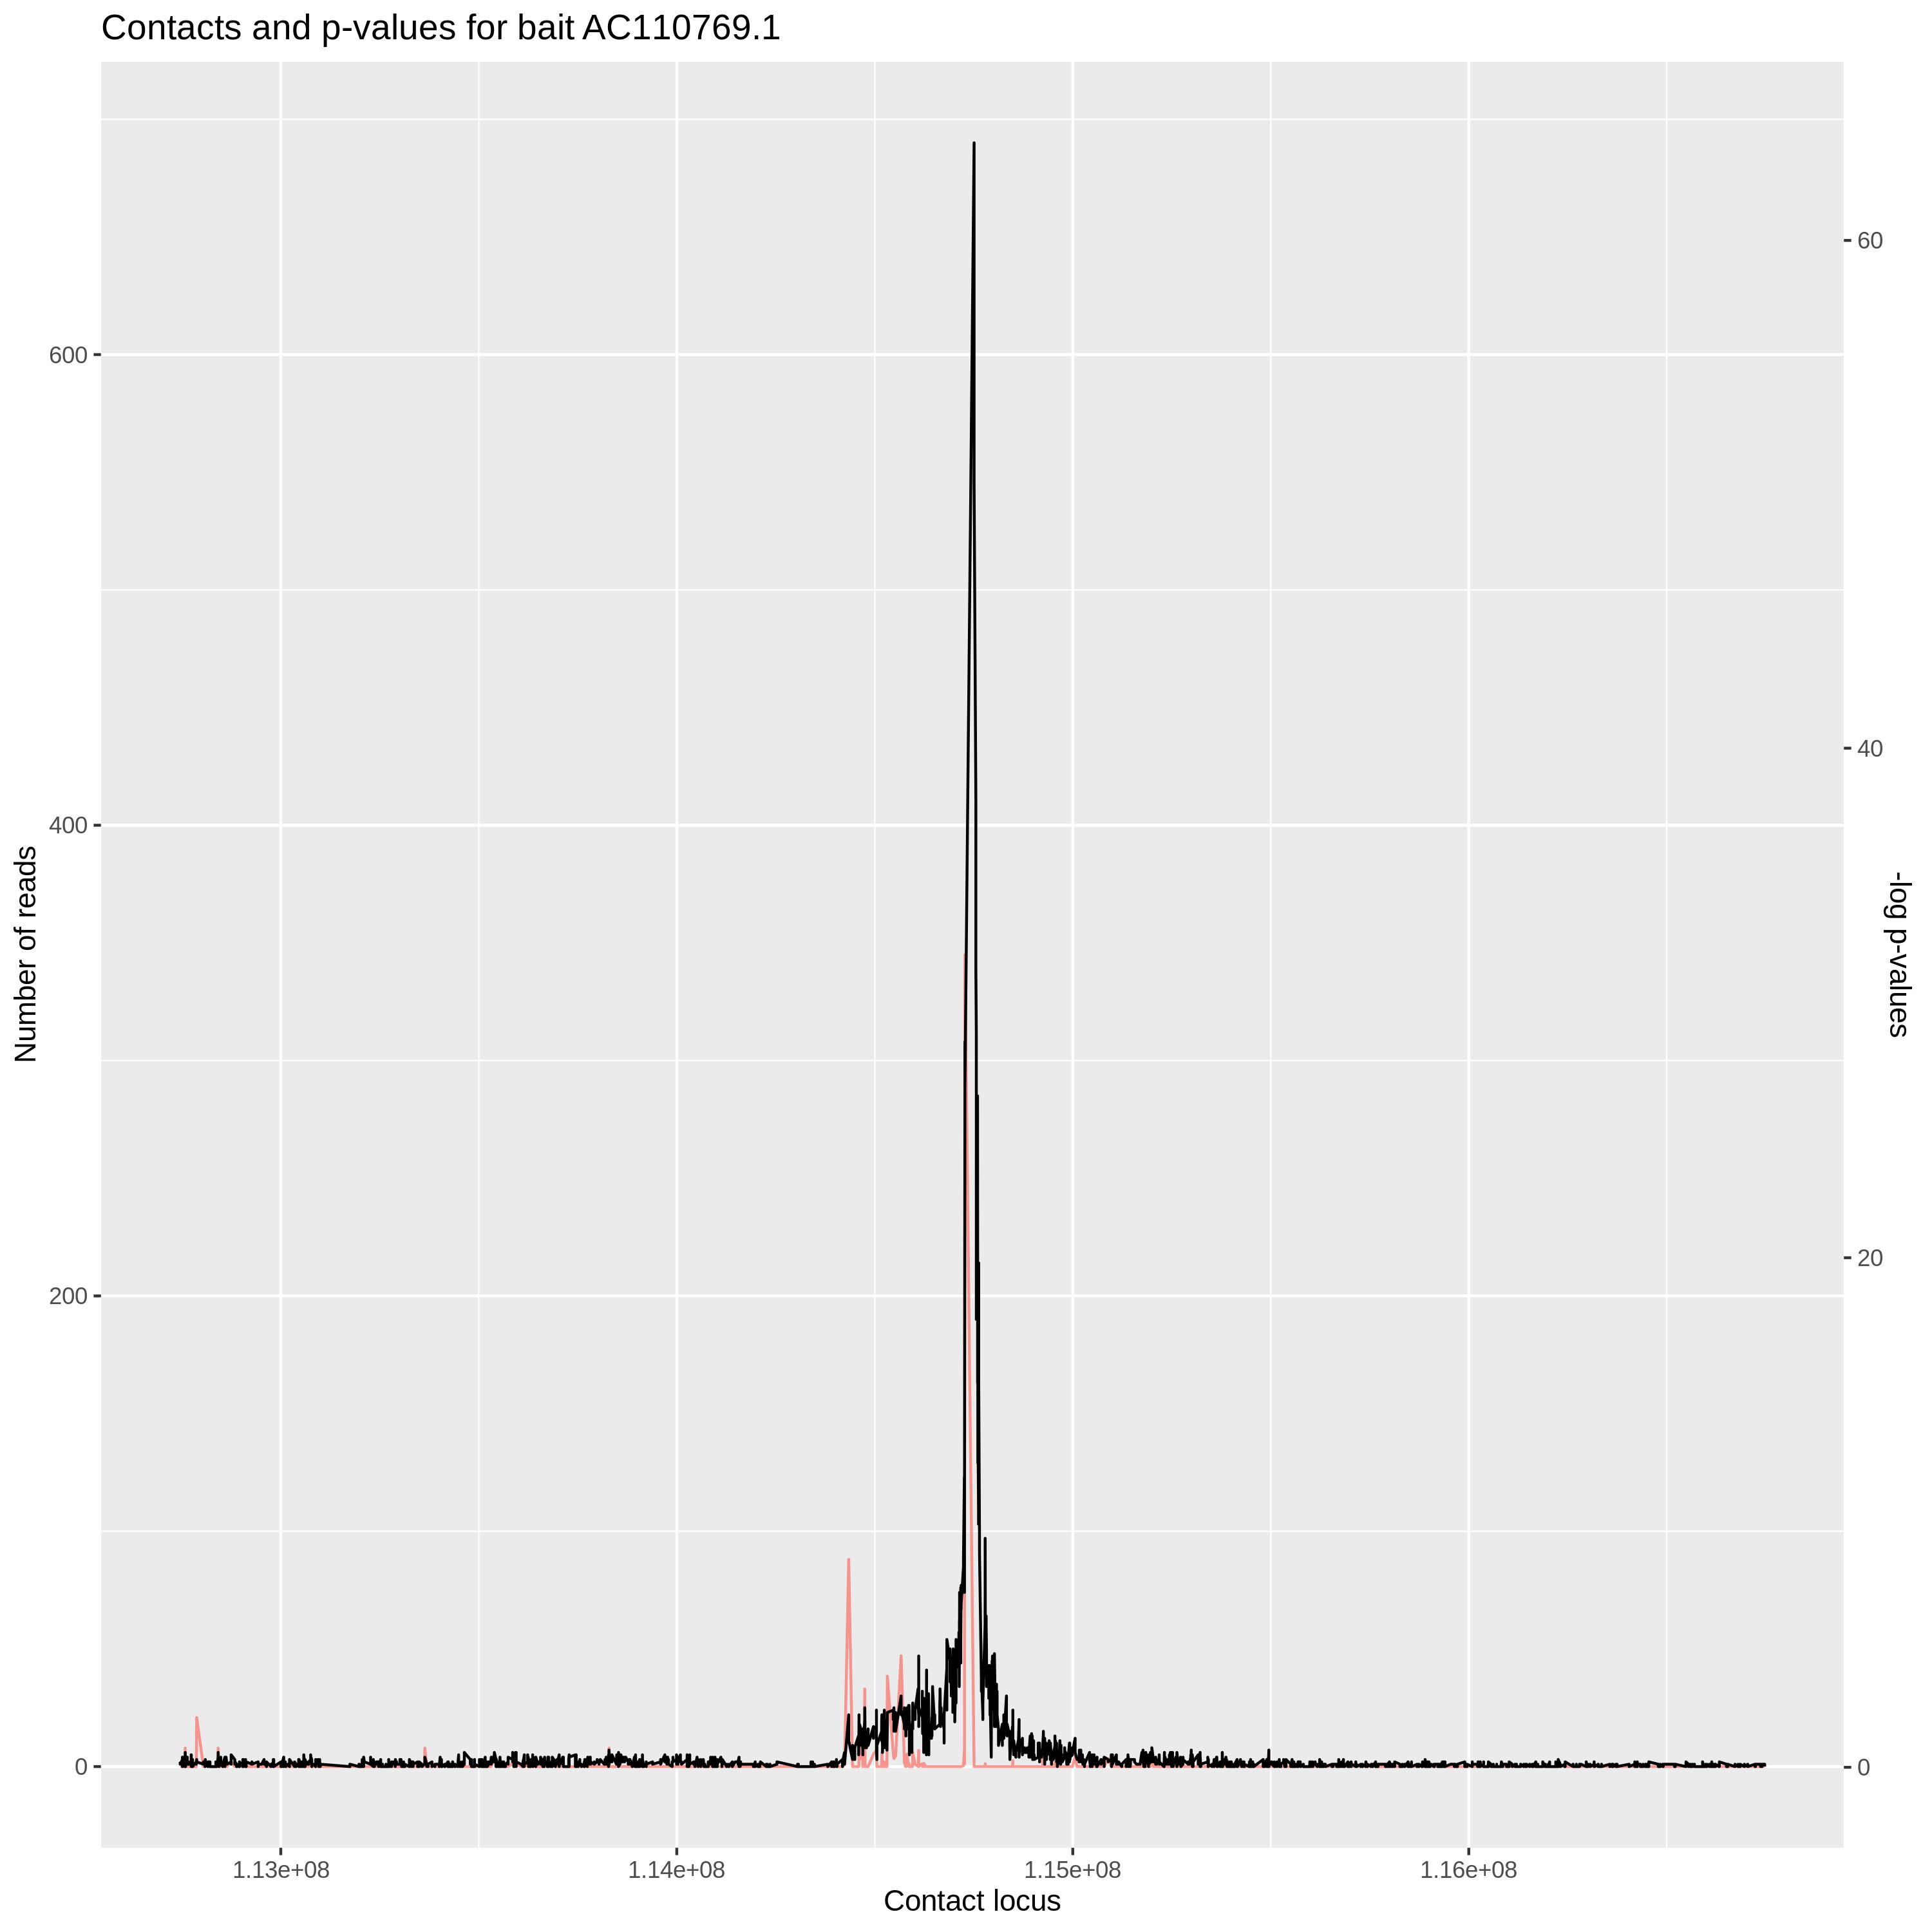 Contacts and p-values for bait AC110769.1
Number of reads
600
400
200
0
60
40
20
0
-log p-values
1.13e+08
1.14e+08
1.15e+08
1.16e+08
Contact locus